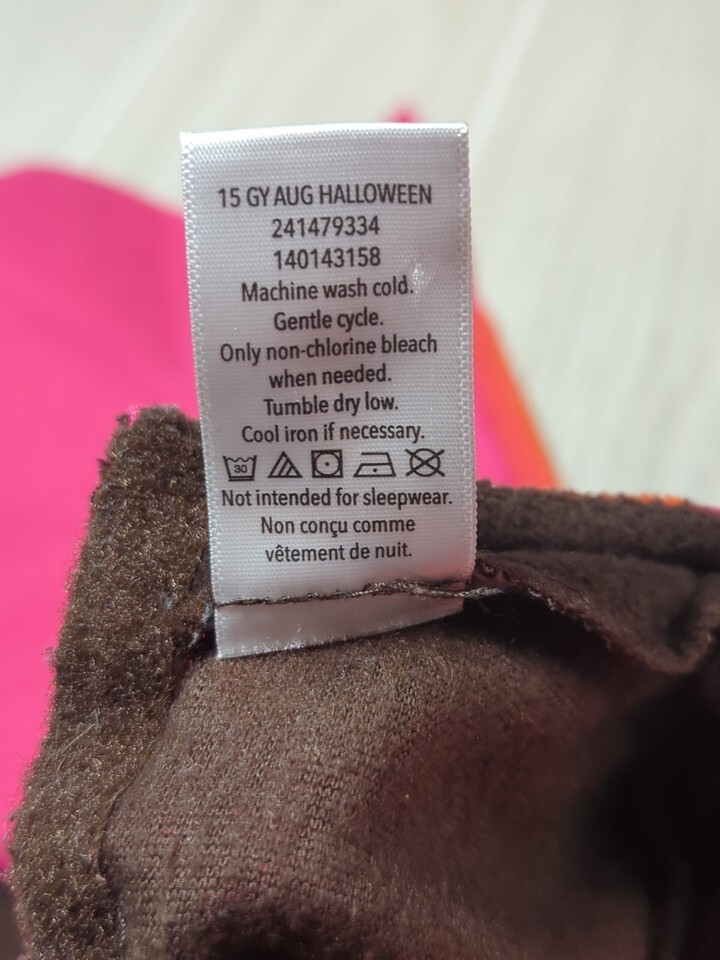 15 GY AUG HALLOWEEN
241479334
140143158
Machine wash cold.
Gentle cycle.
Only non-chlorine bleach
when needed.
Tumble dry low.
Cool iron if necessary.
30
Not intended for sleepwear.
Non conçu comme
vêtement de nuit.